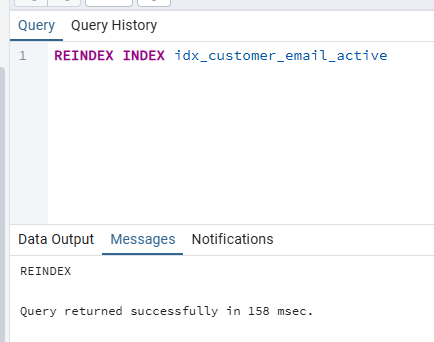 Query Query History
1 REINDEX INDEX idx_customer_email_active
Data Output Messages Notifications
REINDEX
Query returned successfully in 158 msec.